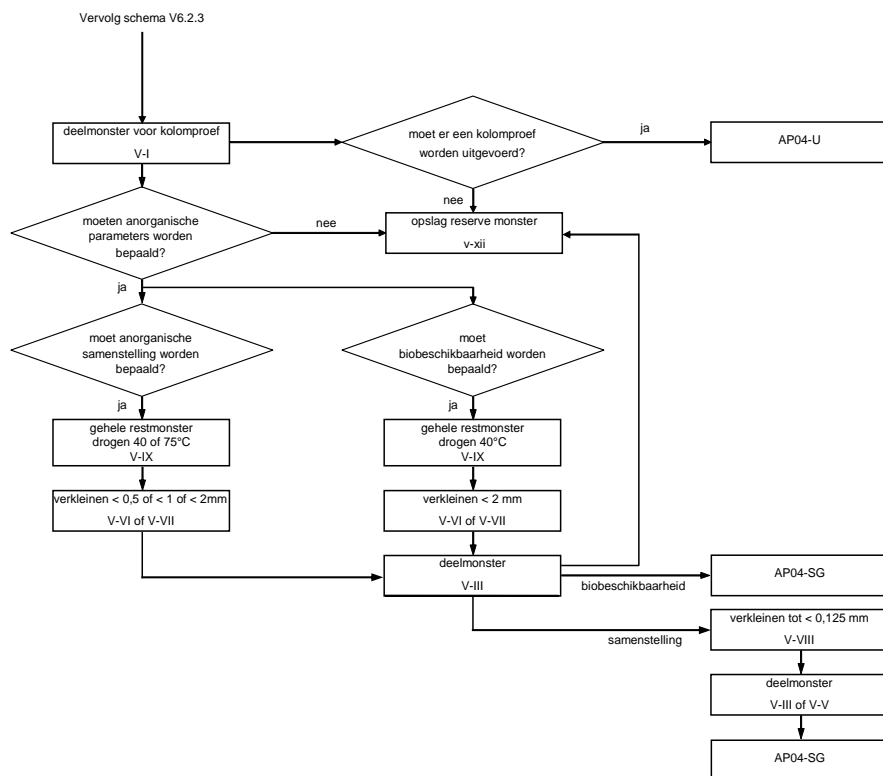 Vervolg schema V6.2.3
deelmonster voor kolomproef
V-I
moet er een kolomproef
worden uitgevoerd?
ja
AP04-U
nee
moeten anorganische
parameters worden
bepaald?
nee
opslag reserve monster
v-xii
ja
moet anorganische
samenstelling worden
bepaald?
moet
biobeschikbaarheid worden
bepaald?
ja
ja
gehele restmonster
drogen 40 of 75°C
V-IX
gehele restmonster
drogen 40°C
V-IX
verkleinen < 0,5 of < 1 of < 2mm
V-VI of V-VII
verkleinen < 2 mm
V-VI of V-VII
deelmonster
V-III
biobeschikbaarheid
AP04-SG
samenstelling
verkleinen tot < 0,125 mm
V-VIII
deelmonster
V-III of V-V
AP04-SG